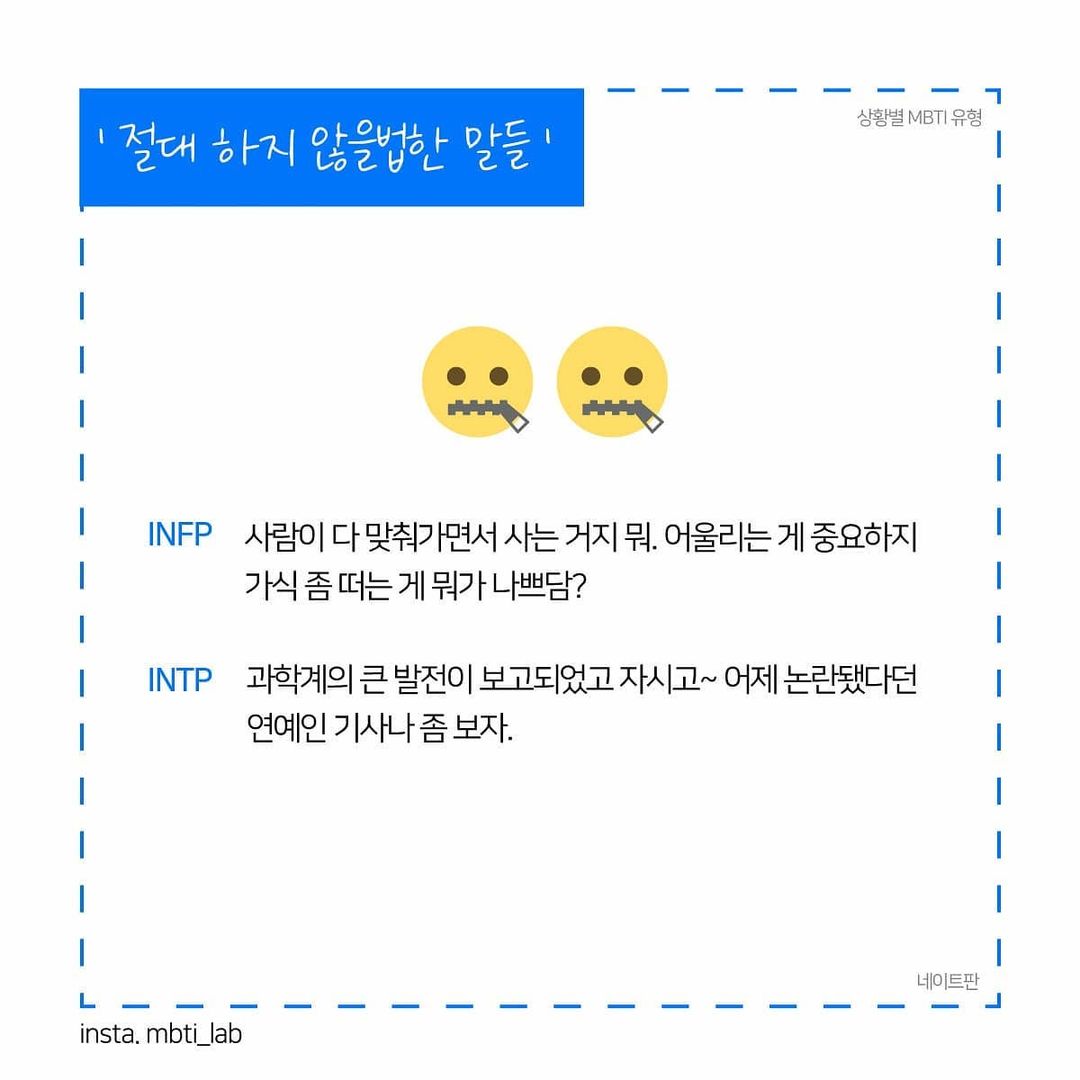 ' 절대 하지 않을법한 말들 '
상황별 MBTI 유형
INFP 사람이 다 맞춰가면서 사는 거지 뭐. 어울리는 게 중요하지
가식 좀 떠는 게 뭐가 나쁘담?
INTP 과학계의 큰 발전이 보고되었고 자시고~ 어제 논란됐다던
연예인 기사나 좀 보자.
네이트판
insta. mbti_lab